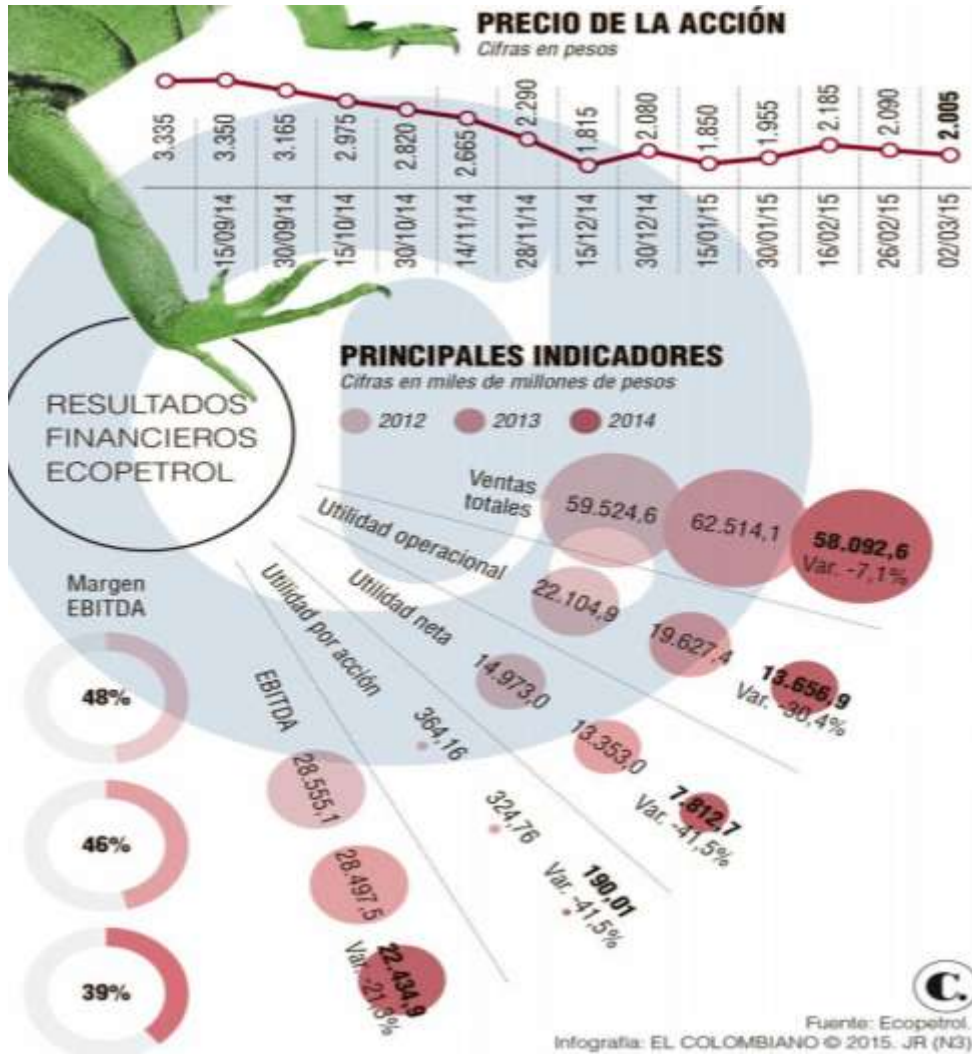 PRECIO DE LA ACCIÓN
Cifras en pesos
3.335
3.350
3.165
2.975
2.820
2.665
2.290
1.815
2.080
1.850
1.955
2.185
2.090
2.005
15/09/14
30/09/14
15/10/14
30/10/14
14/11/14
28/11/14
15/12/14
30/12/14
15/01/15
30/01/15
16/02/15
26/02/15
02/03/15
RESULTADOS
FINANCIEROS
ECOPETROL
PRINCIPALES INDICADORES
Cifras en miles de millones de pesos
2012 2013 2014
Ventas
totales
59.524,6
62.514,1
58.092,6
Var. -7,1%
Utilidad operacional
22.104,9
19.627,4
13.656,9
Var. -30,4%
Utilidad neta
14.973,0
13.353,0
7.812,7
Var. -41,5%
Utilidad por acción
364,16
324,76
190,01
Var. -41,5%
EBITDA
28.555,1
28.497,5
22.434,9
Var. -21,3%
Margen
EBITDA
48%
46%
39%
C.
Fuente: Ecopetrol.
Infografía: EL COLOMBIANO © 2015. JR (N3)